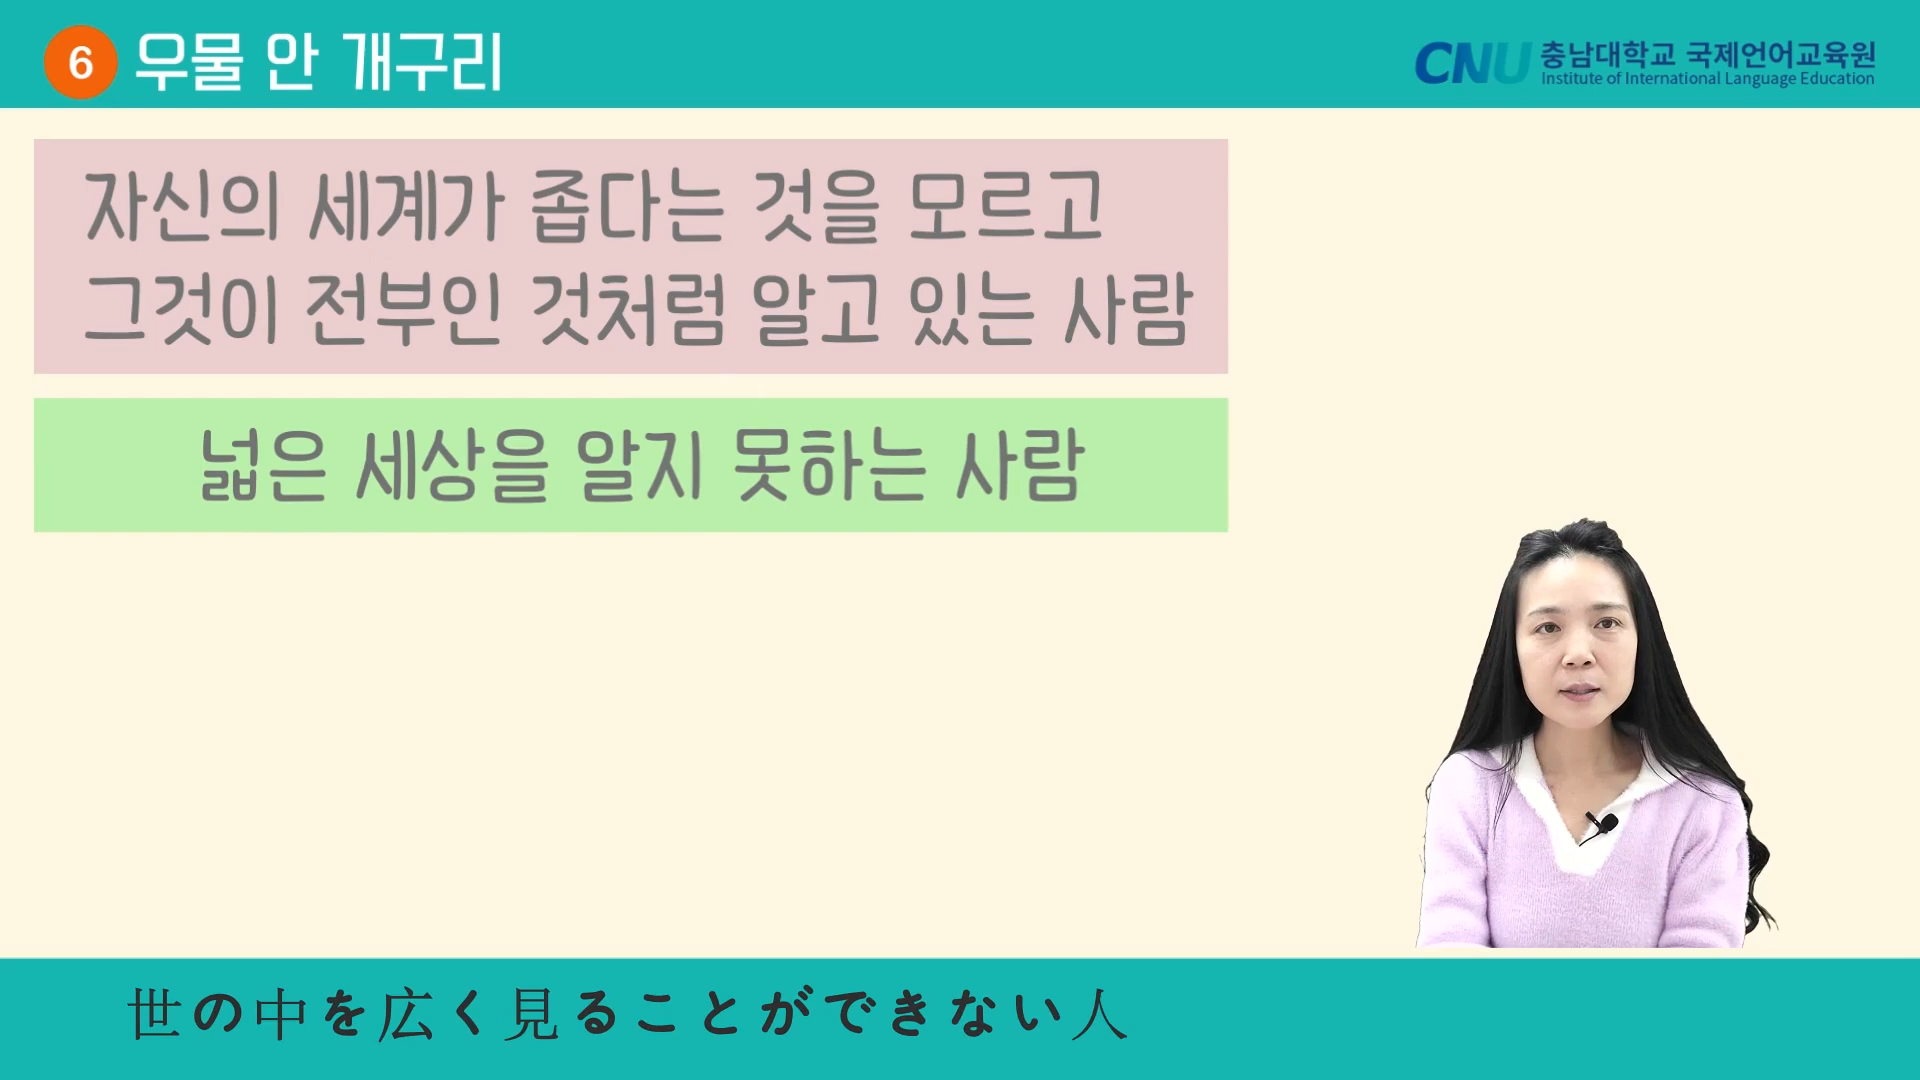 6 우물 안 개구리
CNU 충남대학교 국제언어교육원
Institute of International Language Education
자신의 세계가 좁다는 것을 모르고
그것이 전부인 것처럼 알고 있는 사람
넓은 세상을 알지 못하는 사람
世の中を広く見ることができない人